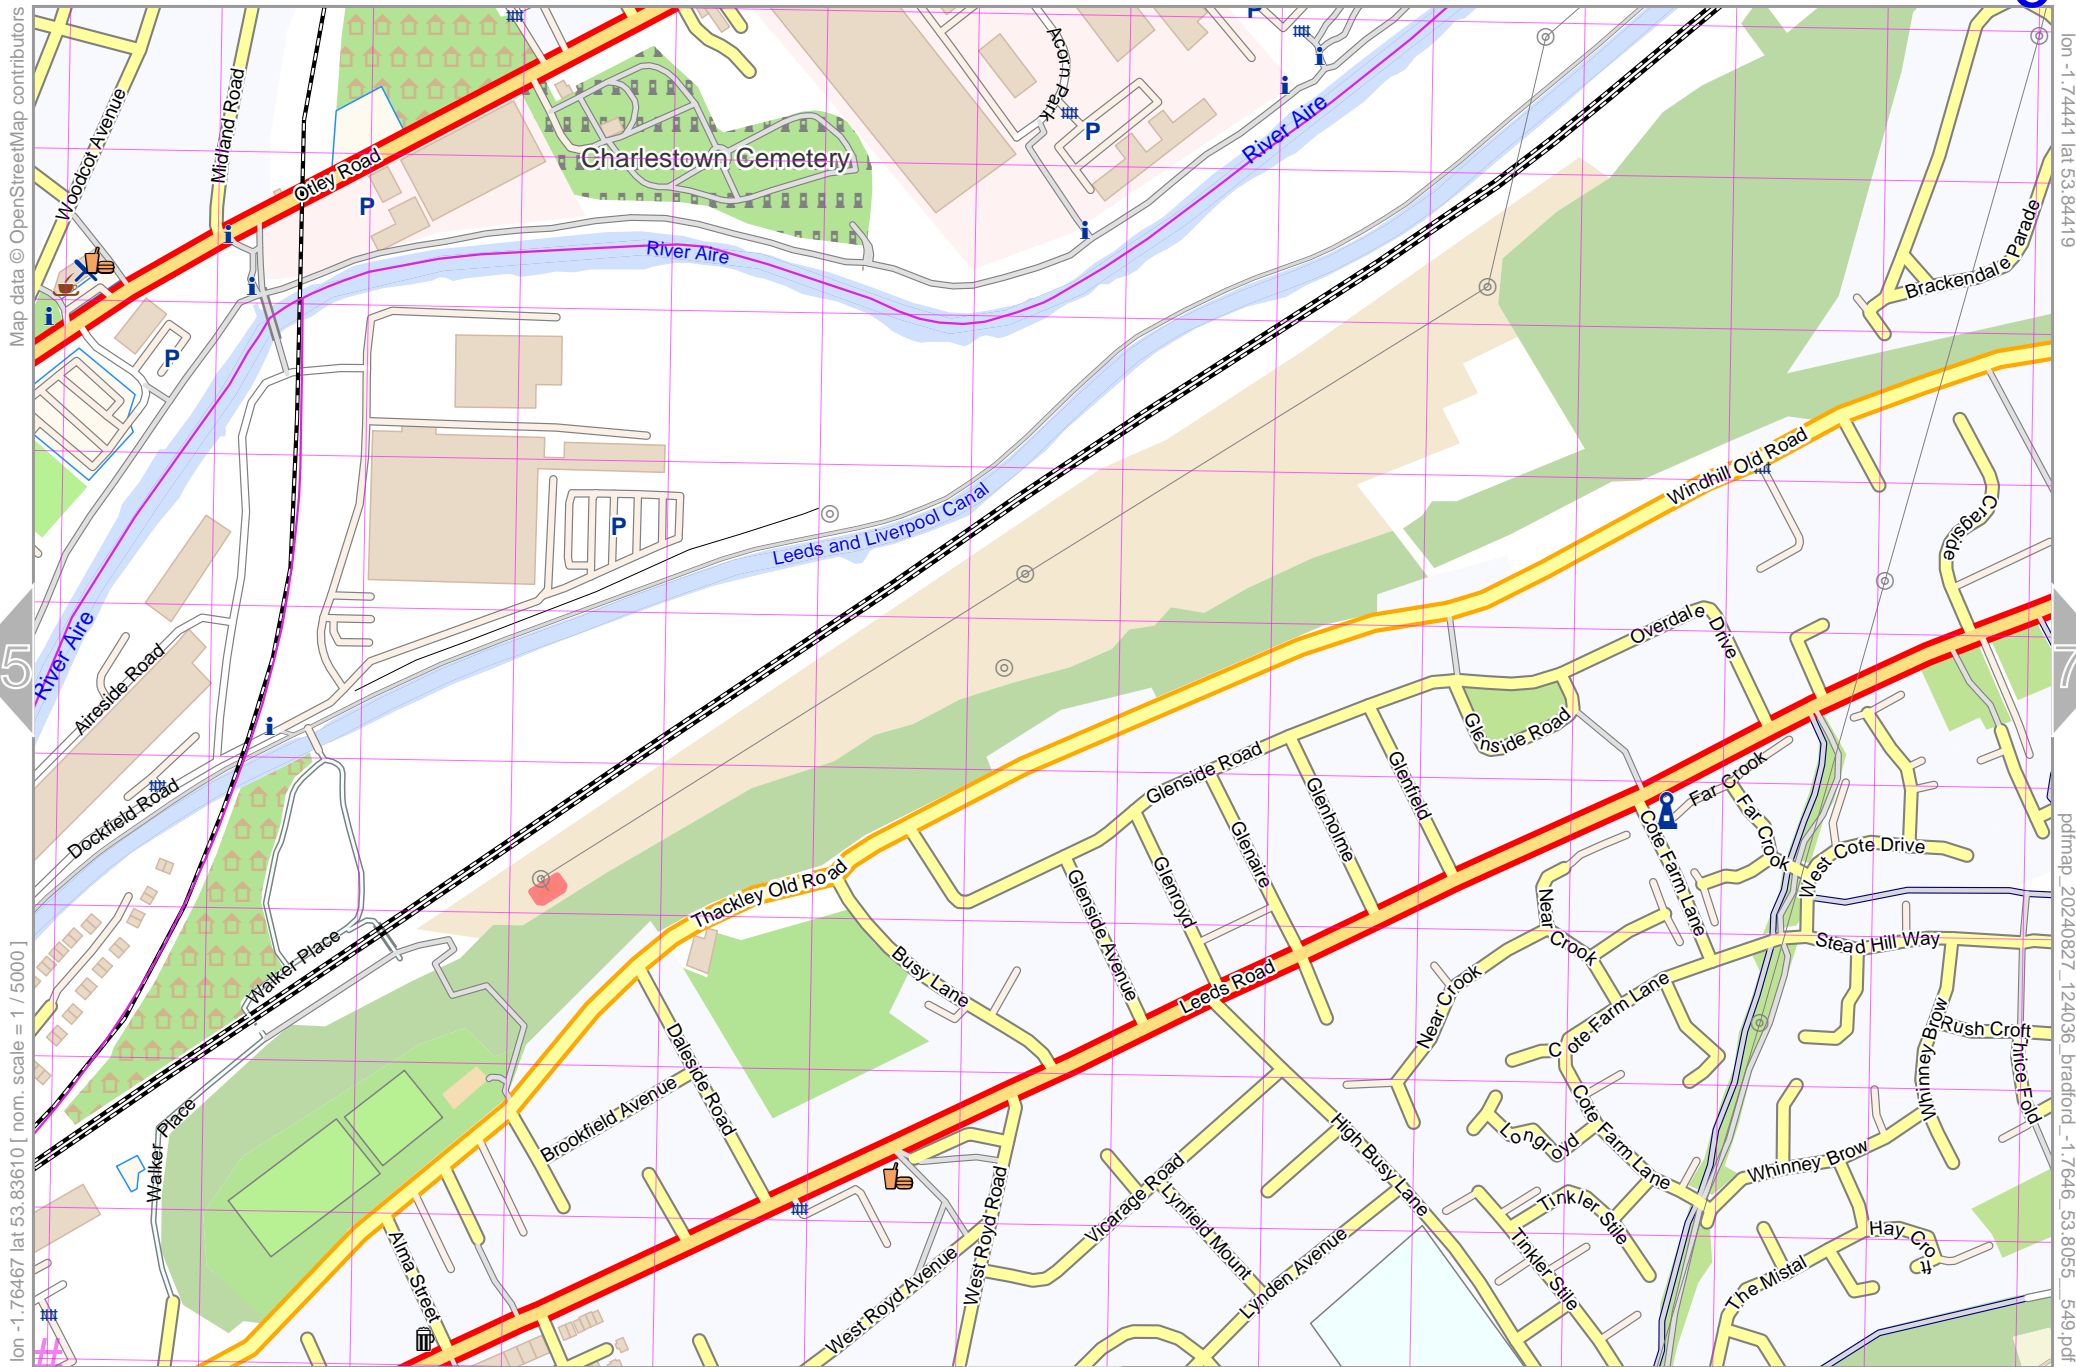 Map data © OpenStreetMap contributors
lon -1.76467 lat 53.83610 [ nom. scale = 1 / 5000 ]
lon -1.74441 lat 53.84419
pdfmap_20240827_124036_bradford_-1.7646_53.8055__549.pdf
5
7
Woodcot Avenue
Midland Road
Otley Road
P
Charlestown Cemetery
Acorn Park
P
P
River Aire
River Aire
River Aire
P
P
Leeds and Liverpool Canal
Brackendale Parade
Windhill Old Road
Cragside
Overdale Drive
Glenside Road
Glenside Road
Glenfield
Glenholme
Glenaire
Glenroyd
Glenside Avenue
Airеside Road
Dockfield Road
Thackley Old Road
Busy Lane
Leeds Road
Far Crook
Far Crook
Cote Farm Lane
West Cote Drive
Near Crook
Near Crook
Stead Hill Way
Cote Farm Lane
Rush Croft
Thrice Fold
Whinney Brow
Walker Place
Walker Place
Daleside Road
Brookfield Avenue
Cote Farm Lane
Longroyd
High Busy Lane
Whinney Brow
Vicarage Road
Lynfield Mount
West Royd Road
West Royd Avenue
Lynden Avenue
Tinkler Stile
Tinkler Stile
Hay Croft
The Mistal
Alma Street